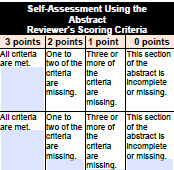 Self-Assessment Using the
Abstract
Reviewer's Scoring Criteria
3 points 2 points 1 point 0 points
All criteria
are met.
One to
two of the
criteria
are
missing.
Three or
more of
the
criteria
are
missing.
This section
of the
abstract is
incomplete
or missing.
All criteria
are met.
One to
two of the
criteria
are
missing.
Three or
more of
the
criteria
are
missing.
This section
of the
abstract is
incomplete
or missing.